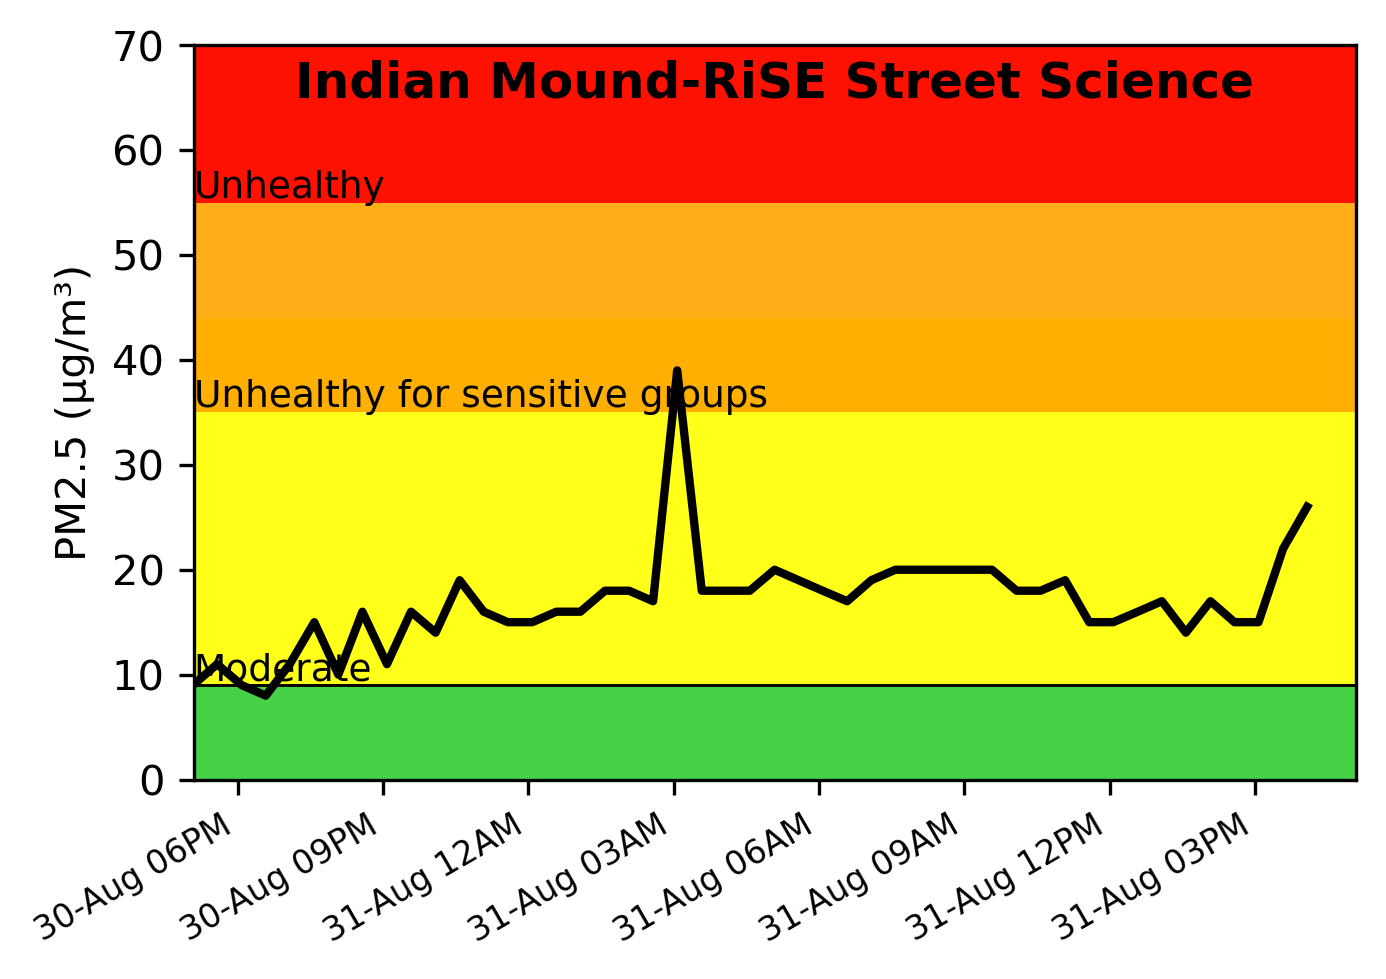 Indian Mound-RiSE Street Science
70
60
50
40
30
20
10
0
PM2.5 (µg/m³)
Unhealthy
Unhealthy for sensitive groups
Moderate
30-Aug 06PM
30-Aug 09PM
31-Aug 12AM
31-Aug 03AM
31-Aug 06AM
31-Aug 09AM
31-Aug 12PM
31-Aug 03PM